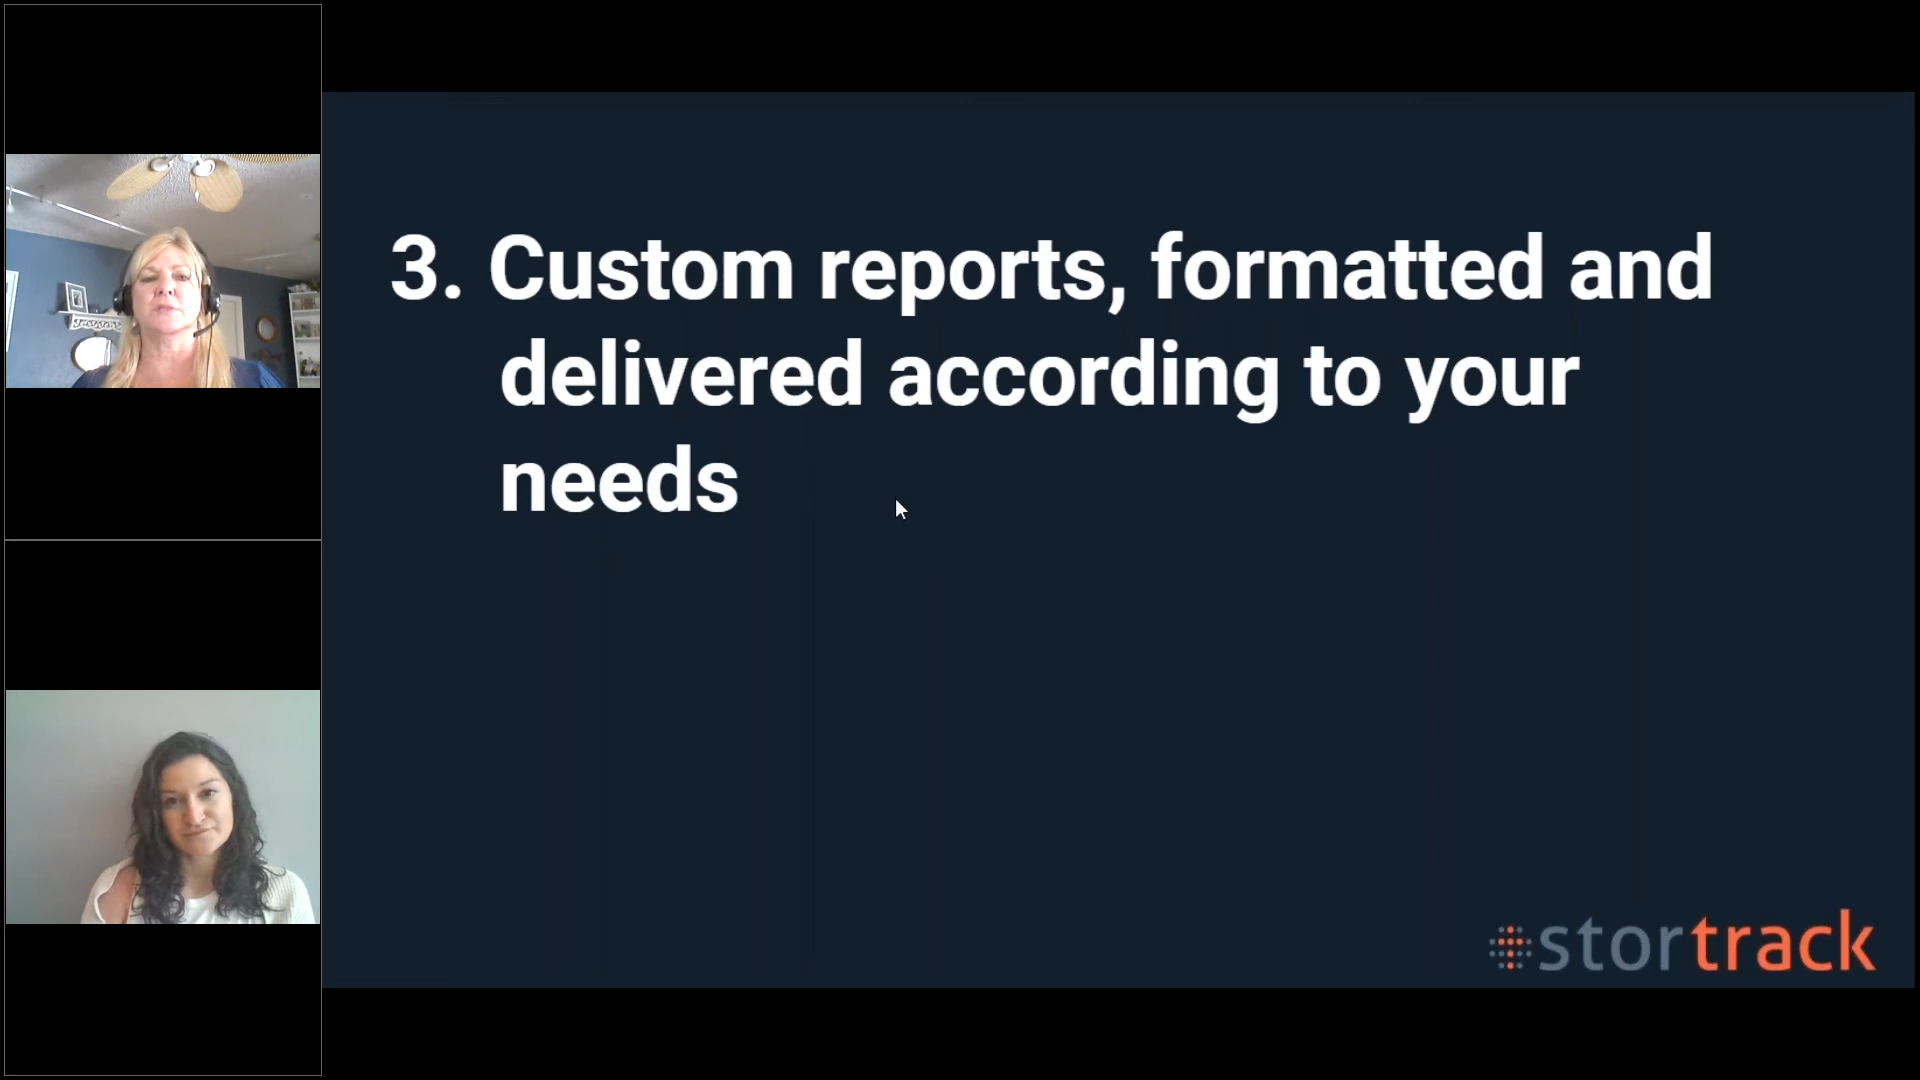 3. Custom reports, formatted and
delivered according to your
needs
stortrack